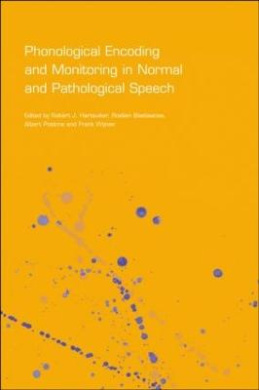 Phonological Encoding
and Monitoring in Normal
and Pathological Speech
Edited by Robert J. Hartsuiker, Roelien Bastiaanse,
Albert Postma and Frank Wijnen